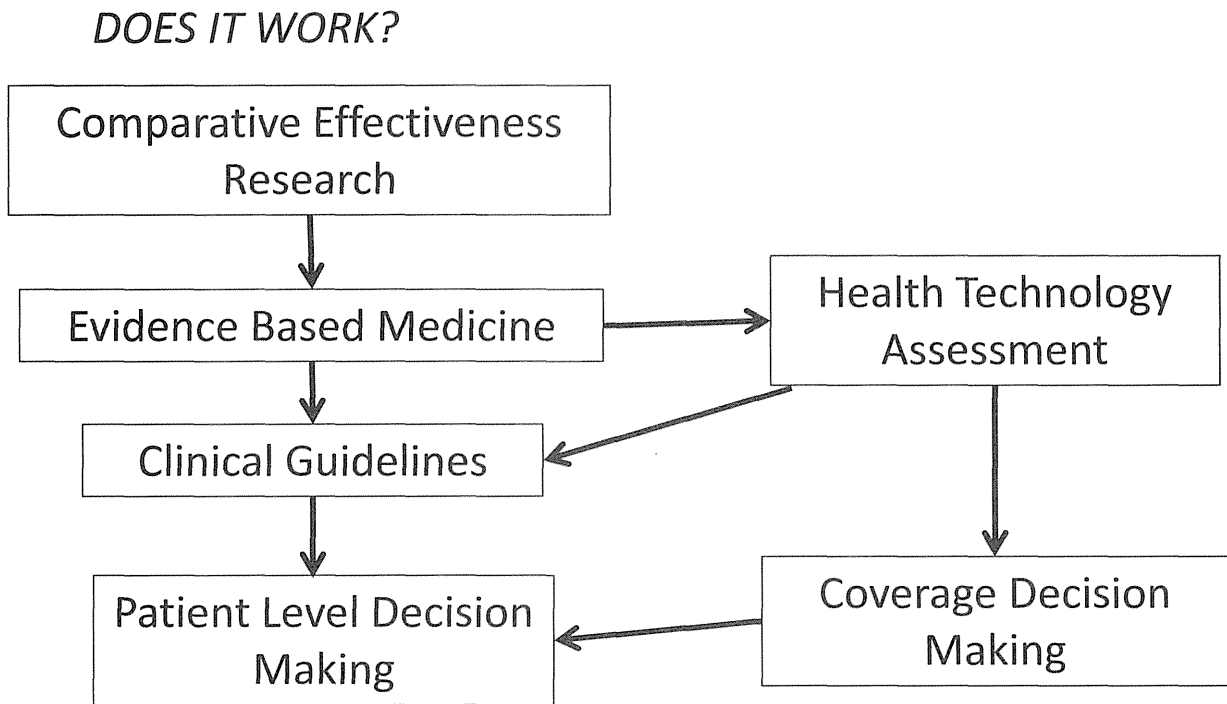 DOES IT WORK?
Comparative Effectiveness
Research
Evidence Based Medicine
Health Technology
Assessment
Clinical Guidelines
Patient Level Decision
Making
Coverage Decision
Making